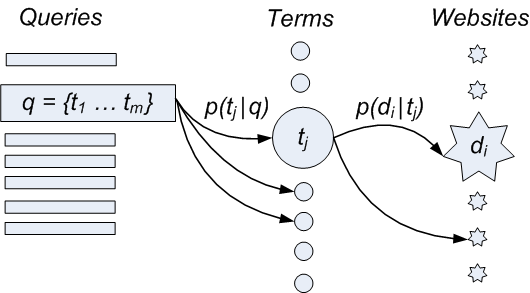 Queries
Terms
Websites
q = {t₁ … tₘ}
p(tⱼ|q)
p(dᵢ|tⱼ)
tⱼ
dᵢ